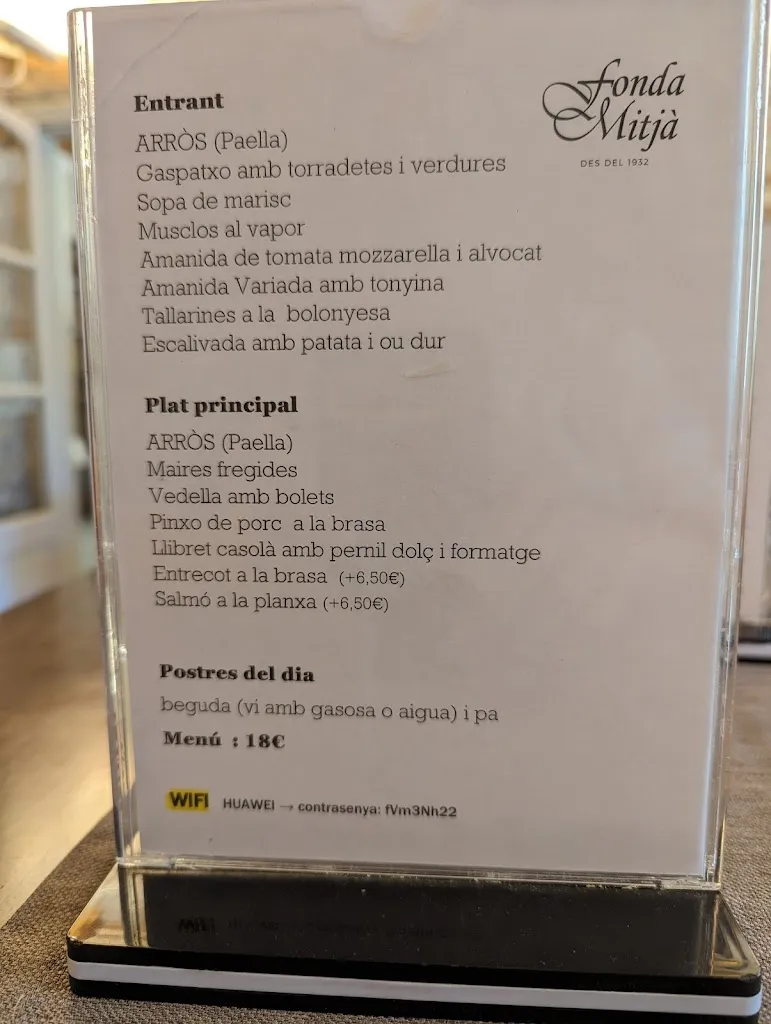 Fonda
Mitjà
DES DEL 1932
Entrant
ARRÒS (Paella)
Gaspatxo amb torradetes i verdures
Sopa de marisc
Musclos al vapor
Amanida de tomata mozzarella i alvocat
Amanida Variada amb tonyina
Tallarines a la bolonyesa
Escalivada amb patata i ou dur
Plat principal
ARRÒS (Paella)
Maires fregides
Vedella amb bolets
Pinxo de porc a la brasa
Llibret casolà amb pernil dolç i formatge
Entrecot a la brasa (+6,50€)
Salmó a la planxa (+6,50€)
Postres del dia
beguda (vi amb gasosa o aigua) i pa
Menú : 18€
WIFI HUAWEI → contrasenya: fVm3Nh22